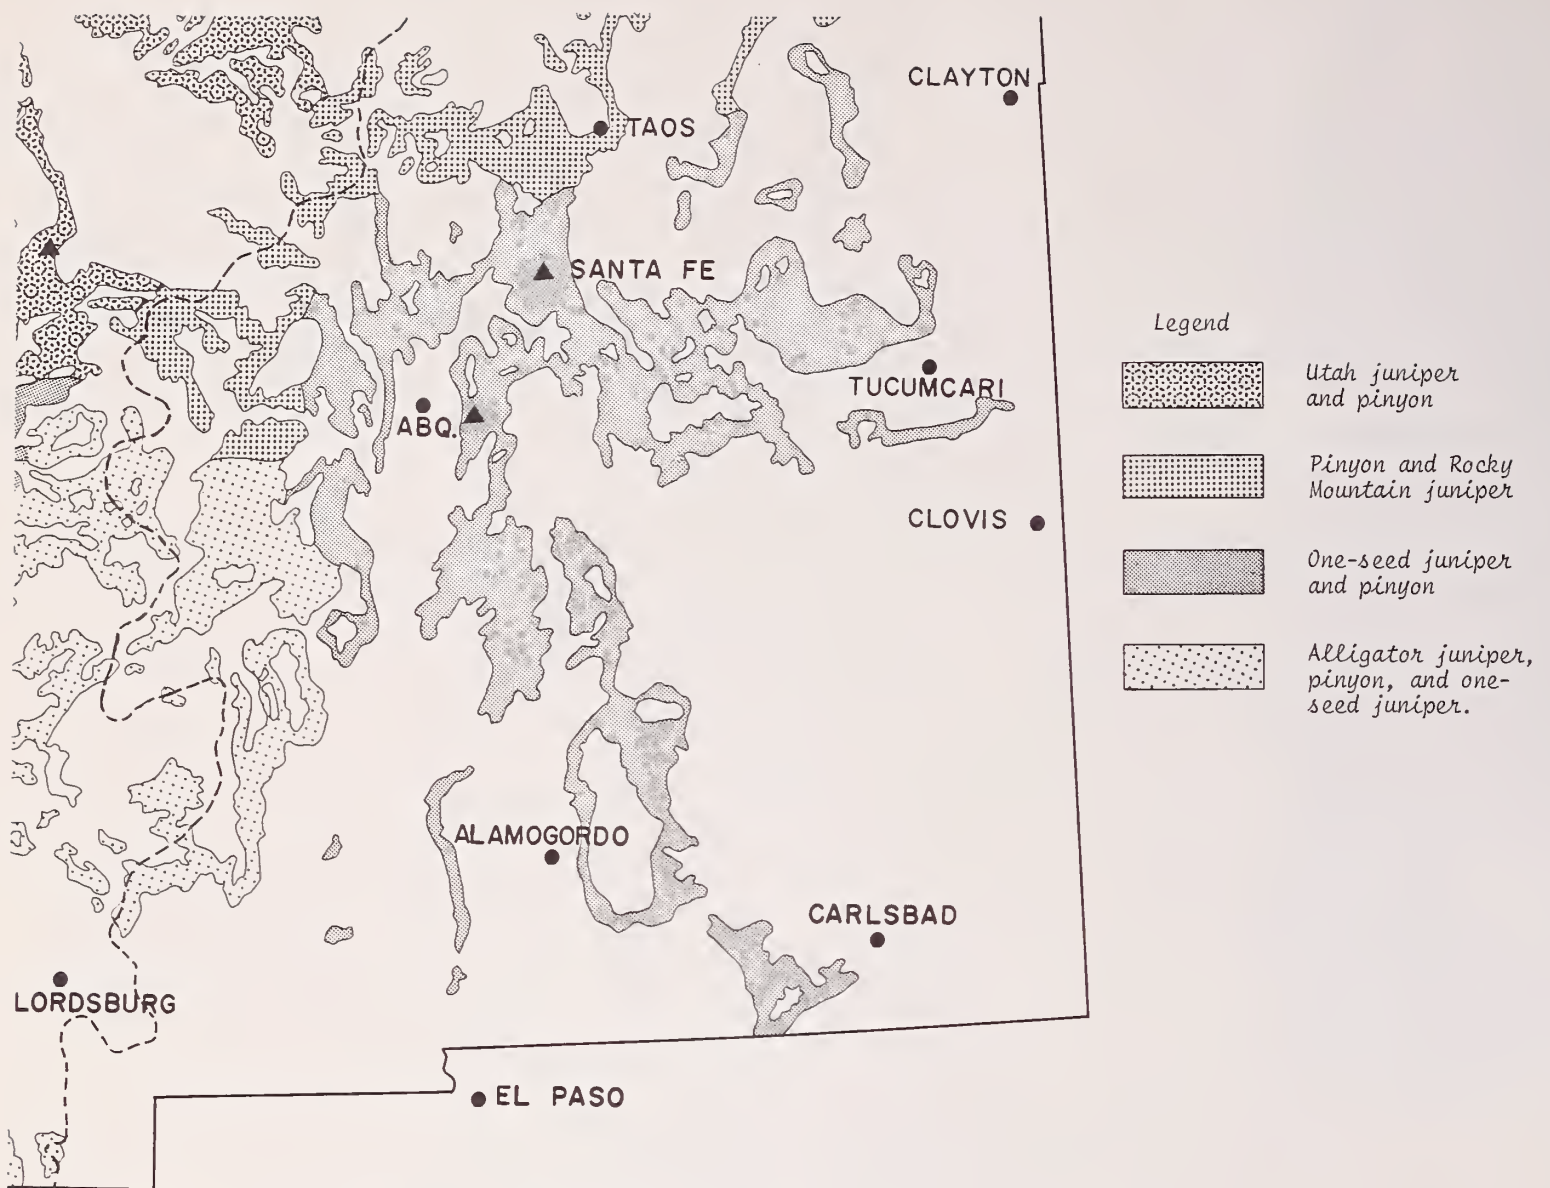 CLAYTON
TAOS
SANTA FE
TUCUMCARI
ABQ.
CLOVIS
ALAMOGORDO
CARLSBAD
LORDSBURG
EL PASO
Legend
Utah juniper
and pinyon
Pinyon and Rocky
Mountain juniper
One-seed juniper
and pinyon
Alligator juniper,
pinyon, and one-
seed juniper.